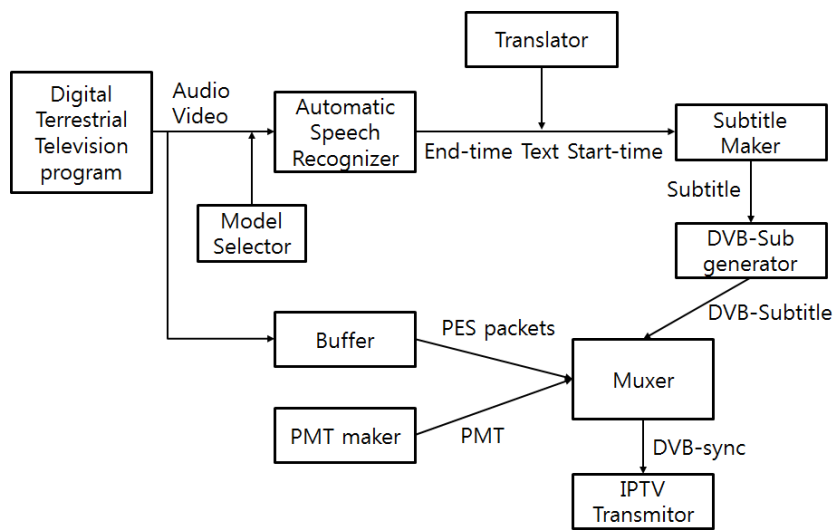 Translator
Digital
Terrestrial
Television
program
Audio
Video
Automatic
Speech
Recognizer
End-time Text Start-time
Subtitle
Maker
Model
Selector
Subtitle
DVB-Sub
generator
DVB-Subtitle
Buffer
PES packets
Muxer
PMT maker
PMT
DVB-sync
IPTV
Transmitor